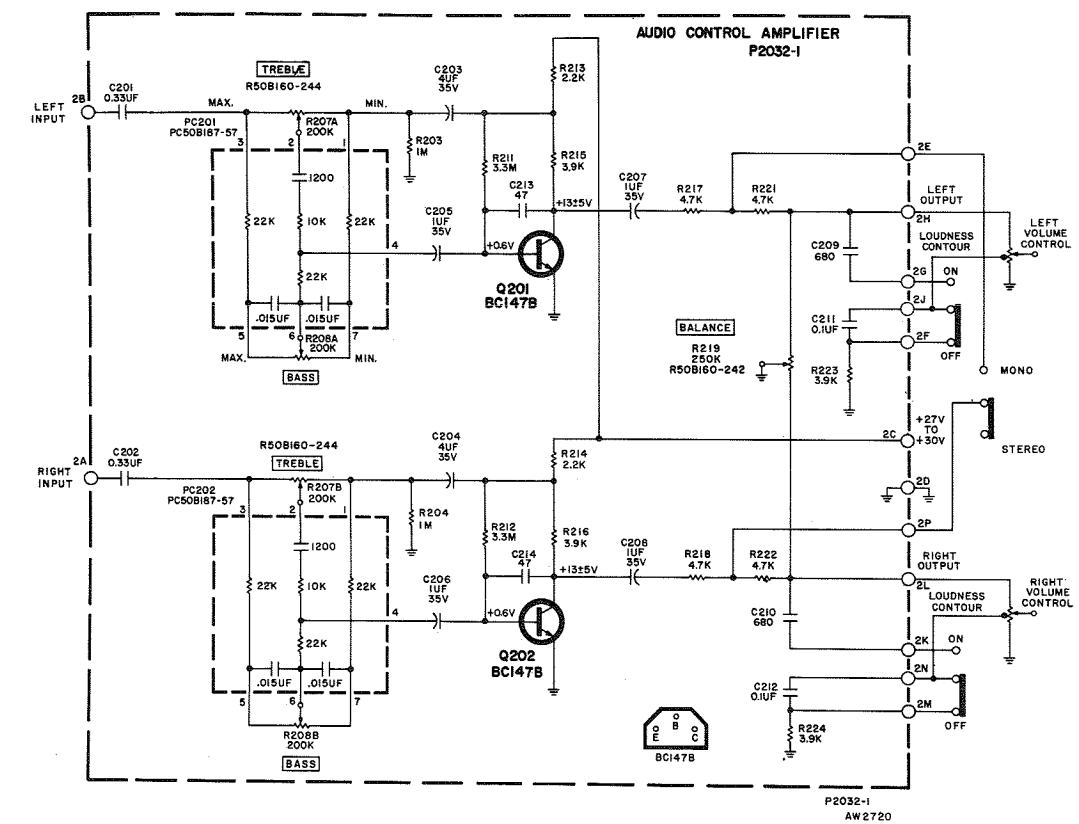 AUDIO CONTROL AMPLIFIER
P2032-1
LEFT
INPUT
2B
C201
0.33UF
TREBLE
R50B160-244
MAX.
MIN.
PC201
PC50B187-57
R207A
200K
3
2
1
1200
22K
10K
22K
4
22K
.015UF
.015UF
5
6
7
R208A
200K
MAX.
MIN.
BASS
C203
4UF
35V
R203
1M
R211
3.3M
C205
1UF
35V
C213
47
+0.6V
Q201
BC147B
R213
2.2K
R215
3.9K
+13±5V
C207
1UF
35V
R217
4.7K
R221
4.7K
2E
LEFT
OUTPUT
2H
LOUDNESS
CONTOUR
LEFT
VOLUME
CONTROL
C209
680
2G
ON
2J
C211
0.1UF
2F
OFF
R223
3.9K
BALANCE
R219
250K
R50B160-242
MONO
+27V
TO
+30V
2C
STEREO
2D
2P
RIGHT
INPUT
2A
C202
0.33UF
R50B160-244
TREBLE
PC202
PC50B187-57
R207B
200K
3
2
1
1200
22K
10K
22K
4
22K
.015UF
.015UF
5
6
7
R208B
200K
BASS
C204
4UF
35V
R204
1M
R212
3.3M
C206
1UF
35V
C214
47
+0.6V
Q202
BC147B
R214
2.2K
R216
3.9K
+13±5V
C208
1UF
35V
R218
4.7K
R222
4.7K
RIGHT
OUTPUT
2L
LOUDNESS
CONTOUR
RIGHT
VOLUME
CONTROL
C210
680
2K
ON
2N
C212
0.1UF
2M
OFF
R224
3.9K
B
E
C
BC147B
P2032-1
AW2720